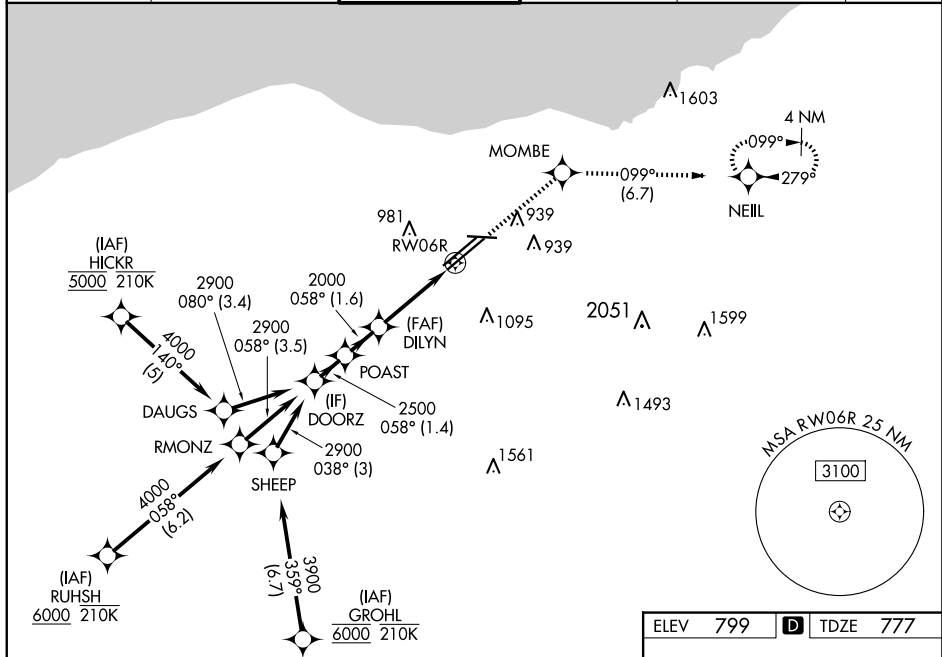 1603
4 NM
099°
279°
NEIIL
MOMBE
099°
(6.7)
981
939
939
RW06R
(IAF)
HICKR
5000 210K
2900
080° (3.4)
2900
058° (3.5)
2000
058° (1.6)
4000
140°
(5)
(FAF)
DILYN
1095
2051
1599
POAST
DAUGS
(IF)
DOORZ
2500
058° (1.4)
1493
RMONZ
2900
038° (3)
SHEEP
1561
MSA RW06R 25 NM
3100
4000
058°
(6.2)
(IAF)
RUHSH
6000 210K
3900
359°
(6.7)
(IAF)
GROHL
6000 210K
ELEV 799 D TDZE 777